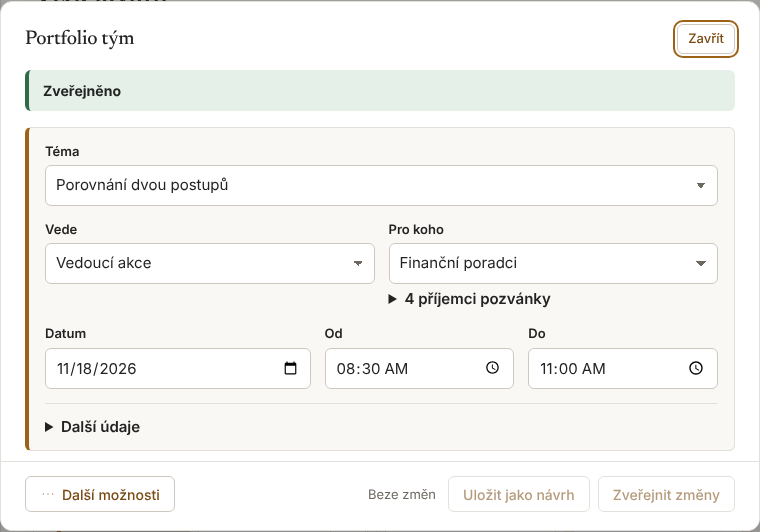 Portfolio tým
Zavřít
Zveřejněno
Téma
Porovnání dvou postupů
Vede
Pro koho
Vedoucí akce
Finanční poradci
4 příjemci pozvánky
Datum
Od
Do
11/18/2026
08:30 AM
11:00 AM
Další údaje
··· Další možnosti
Beze změn
Uložit jako návrh
Zveřejnit změny